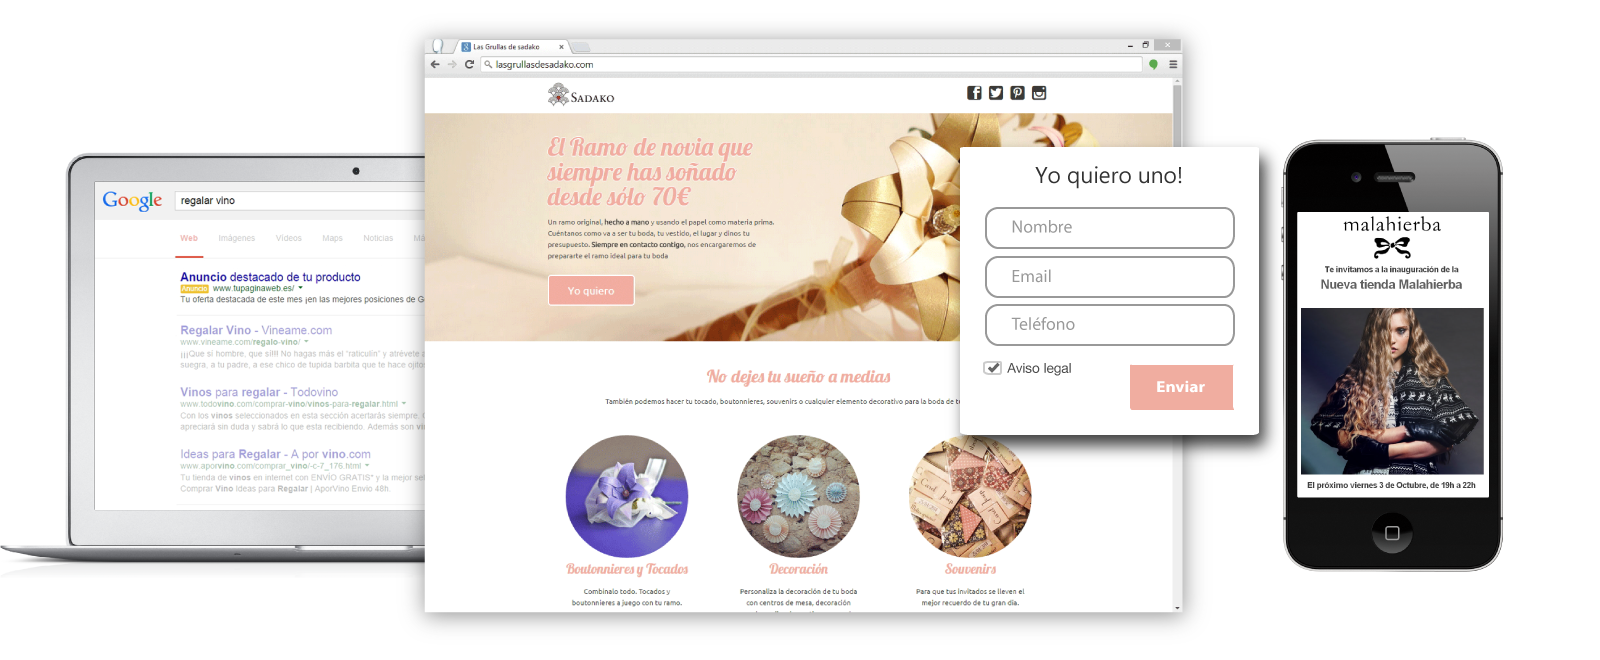 Google
regalar vino
Web Imágenes Vídeos Maps Noticias Má
Anuncio destacado de tu producto
Anuncio www.tupaginaweb.es/
Tu oferta destacada de este mes ¡en las mejores posiciones de G
Regalar Vino - Vineame.com
www.vineame.com/regalo-vino/
¡¡¡Que sí hombre, que sí!!! No hagas más el "raticulín" y atrévete a
suegra, a tu padre, a ese chico de tupida barbita que te hace ojito
Vinos para regalar - Todovino
www.todovino.com/comprar-vino/vinos-para-regalar.html
Con los vinos seleccionados en esta sección acertarás siempre.
apreciará sin duda y sabrá lo que esta recibiendo. Además son vi
Ideas para Regalar - A por vino.com
www.aporvino.com/comprar_vino/-c-7_176.html
Tu tienda de vinos en internet con ENVÍO GRATIS* y la mejor se
Comprar Vino Ideas para Regalar | AporVino Envio 48h.
Las Grullas de sadako
lasgrullasdesadako.com
SADAKO
El Ramo de novia que
siempre has soñado
desde sólo 70€
Un ramo original, hecho a mano y usando el papel como materia prima.
Cuéntanos como va a ser tu boda, tu vestido, el lugar y dinos tu
presupuesto. Siempre en contacto contigo, nos encargaremos de
prepararte el ramo ideal para tu boda
Yo quiero
No dejes tu sueño a medias
También podemos hacer tu tocado, boutonnieres, souvenirs o cualquier elemento decorativo para la boda de t
Boutonnieres y Tocados
Combínalo todo. Tocados y
boutonnieres a juego con tu ramo.
Decoración
Personaliza la decoración de tu boda
con centros de mesa, decoración
Souvenirs
Para que tus invitados se lleven el
mejor recuerdo de tu gran día.
Yo quiero uno!
Nombre
Email
Teléfono
Aviso legal
Enviar
malahierba
Te invitamos a la inauguración de la
Nueva tienda Malahierba
El próximo viernes 3 de Octubre, de 19h a 22h